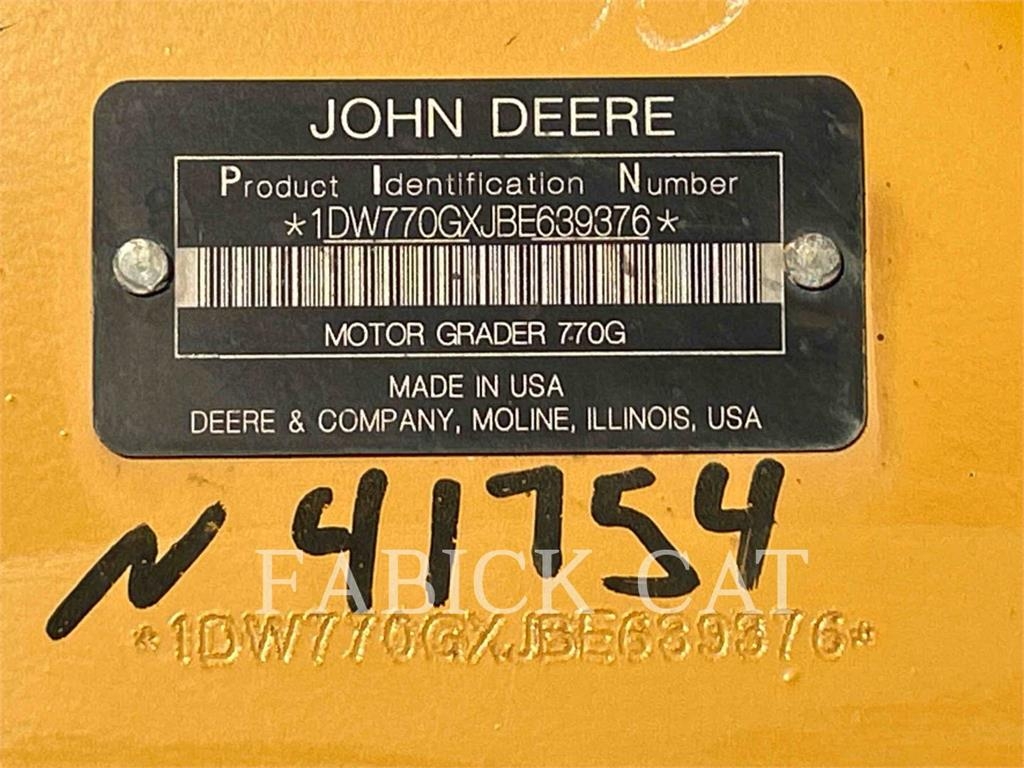 JOHN DEERE
Product Identification Number
*1DW770GXJBE639376*
MOTOR GRADER 770G
MADE IN USA
DEERE & COMPANY, MOLINE, ILLINOIS, USA
N 41754
FABICK CAT
*1DW770GXJBE639376*